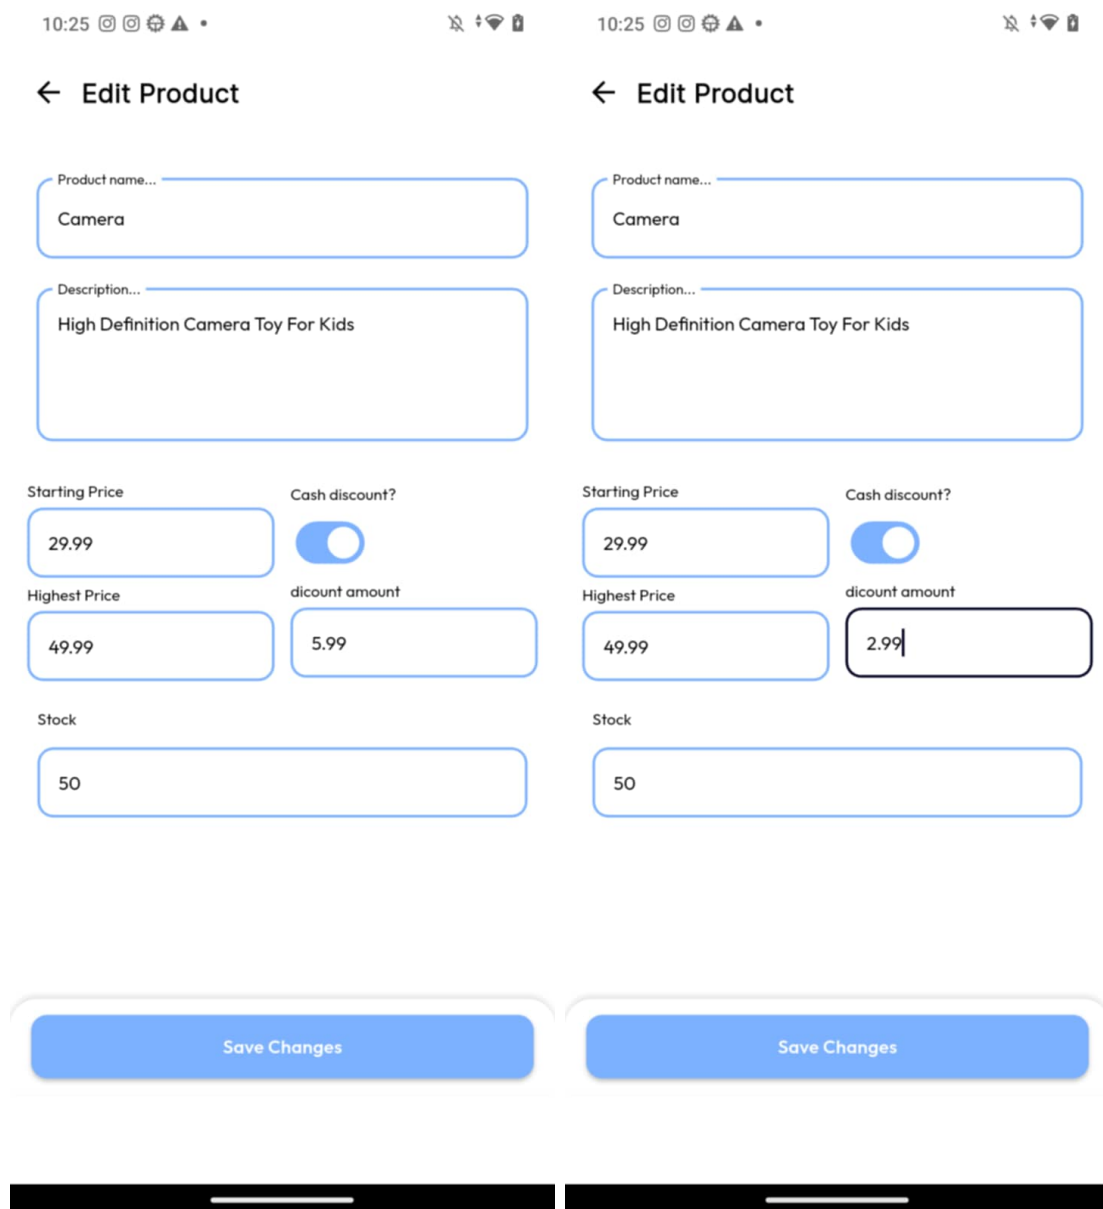 10:25
Edit Product
Product name...
Camera
Description...
High Definition Camera Toy For Kids
Starting Price
Cash discount?
29.99
Highest Price
dicount amount
49.99
5.99
Stock
50
Save Changes
10:25
Edit Product
Product name...
Camera
Description...
High Definition Camera Toy For Kids
Starting Price
Cash discount?
29.99
Highest Price
dicount amount
49.99
2.99
Stock
50
Save Changes